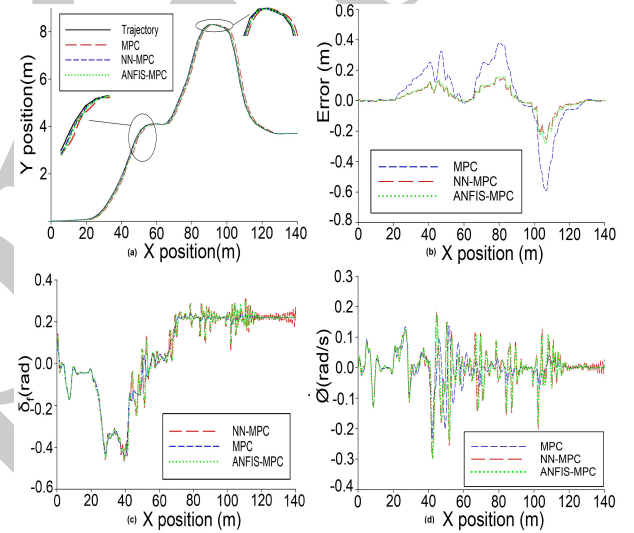 Trajectory
MPC
NN-MPC
ANFIS-MPC
Y position(m)
8
6
4
2
0 20 40 60 80 100 120 140
(a) X position(m)
Error(m)
0.6
0.4
0.2
0.0
-0.2
-0.4
-0.6
-0.8
MPC
NN-MPC
ANFIS-MPC
0 20 40 60 80 100 120 140
(b) X position (m)
δf(rad)
0.4
0.2
0.0
-0.2
-0.4
-0.6
NN-MPC
MPC
ANFIS-MPC
0 20 40 60 80 100 120 140
(c) X position (m)
Ø̇(rad/s)
0.3
0.2
0.1
0.0
-0.1
-0.2
-0.3
-0.4
MPC
NN-MPC
ANFIS-MPC
0 20 40 60 80 100 120 140
(d) X position (m)